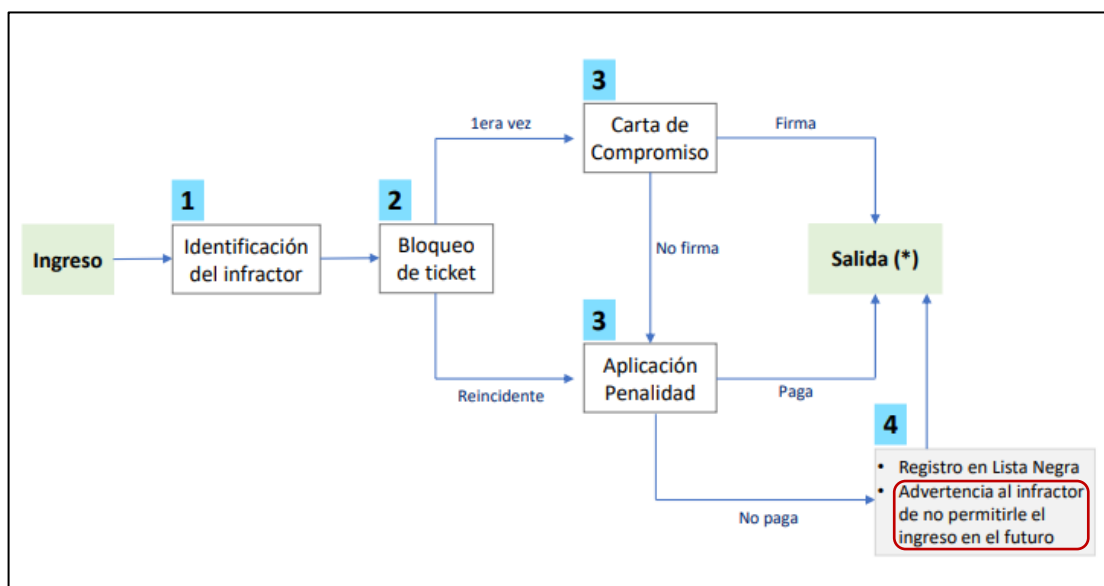 Ingreso
1
Identificación
del infractor
2
Bloqueo
de ticket
1era vez
3
Carta de
Compromiso
Firma
No firma
Salida (*)
Reincidente
3
Aplicación
Penalidad
Paga
No paga
4
• Registro en Lista Negra
• Advertencia al infractor
de no permitirle el
ingreso en el futuro